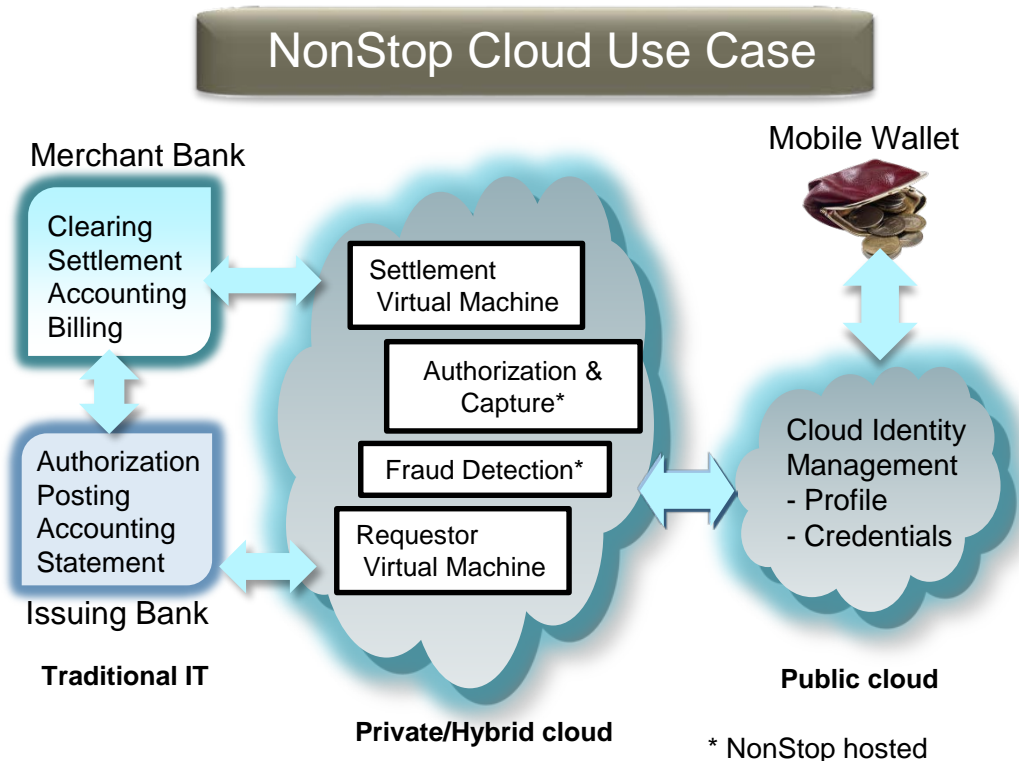 NonStop Cloud Use Case
Merchant Bank
Clearing
Settlement
Accounting
Billing
Authorization
Posting
Accounting
Statement
Issuing Bank
Traditional IT
Settlement
Virtual Machine
Authorization &
Capture*
Fraud Detection*
Requestor
Virtual Machine
Private/Hybrid cloud
Mobile Wallet
Cloud Identity
Management
- Profile
- Credentials
Public cloud
* NonStop hosted